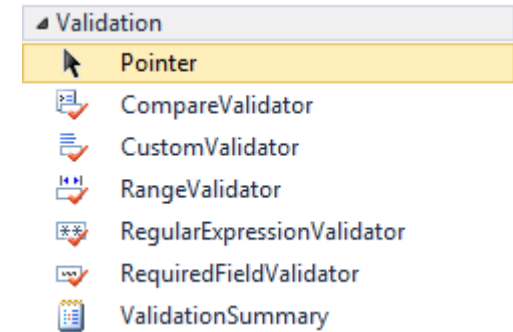 Validation
Pointer
CompareValidator
CustomValidator
RangeValidator
RegularExpressionValidator
RequiredFieldValidator
ValidationSummary